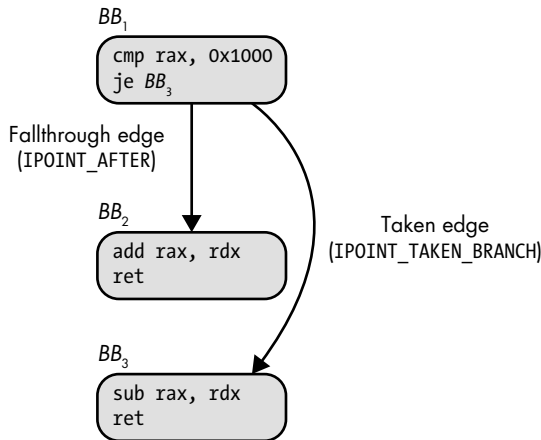 BB₁
cmp rax, 0x1000
je BB₃
Fallthrough edge
(IPOINT_AFTER)
BB₂
add rax, rdx
ret
Taken edge
(IPOINT_TAKEN_BRANCH)
BB₃
sub rax, rdx
ret